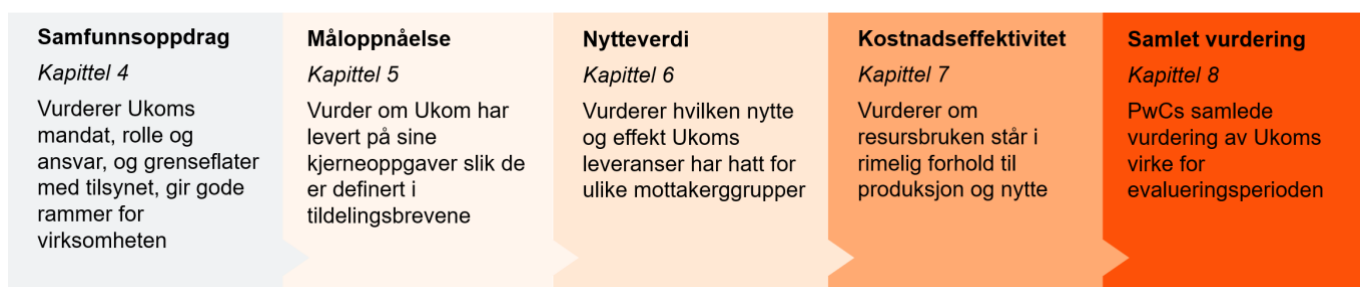 Samfunnsoppdrag
Kapittel 4
Vurderer Ukoms
mandat, rolle og
ansvar, og grenseflater
med tilsynet, gir gode
rammer for
virksomheten
Måloppnåelse
Kapittel 5
Vurder om Ukom har
levert på sine
kjerneoppgaver slik de
er definert i
tildelingsbrevene
Nytteverdi
Kapittel 6
Vurderer hvilken nytte
og effekt Ukoms
leveranser har hatt for
ulike mottakerggrupper
Kostnadseffektivitet
Kapittel 7
Vurderer om
resursbruken står i
rimelig forhold til
produksjon og nytte
Samlet vurdering
Kapittel 8
PwCs samlede
vurdering av Ukoms
virke for
evalueringsperioden